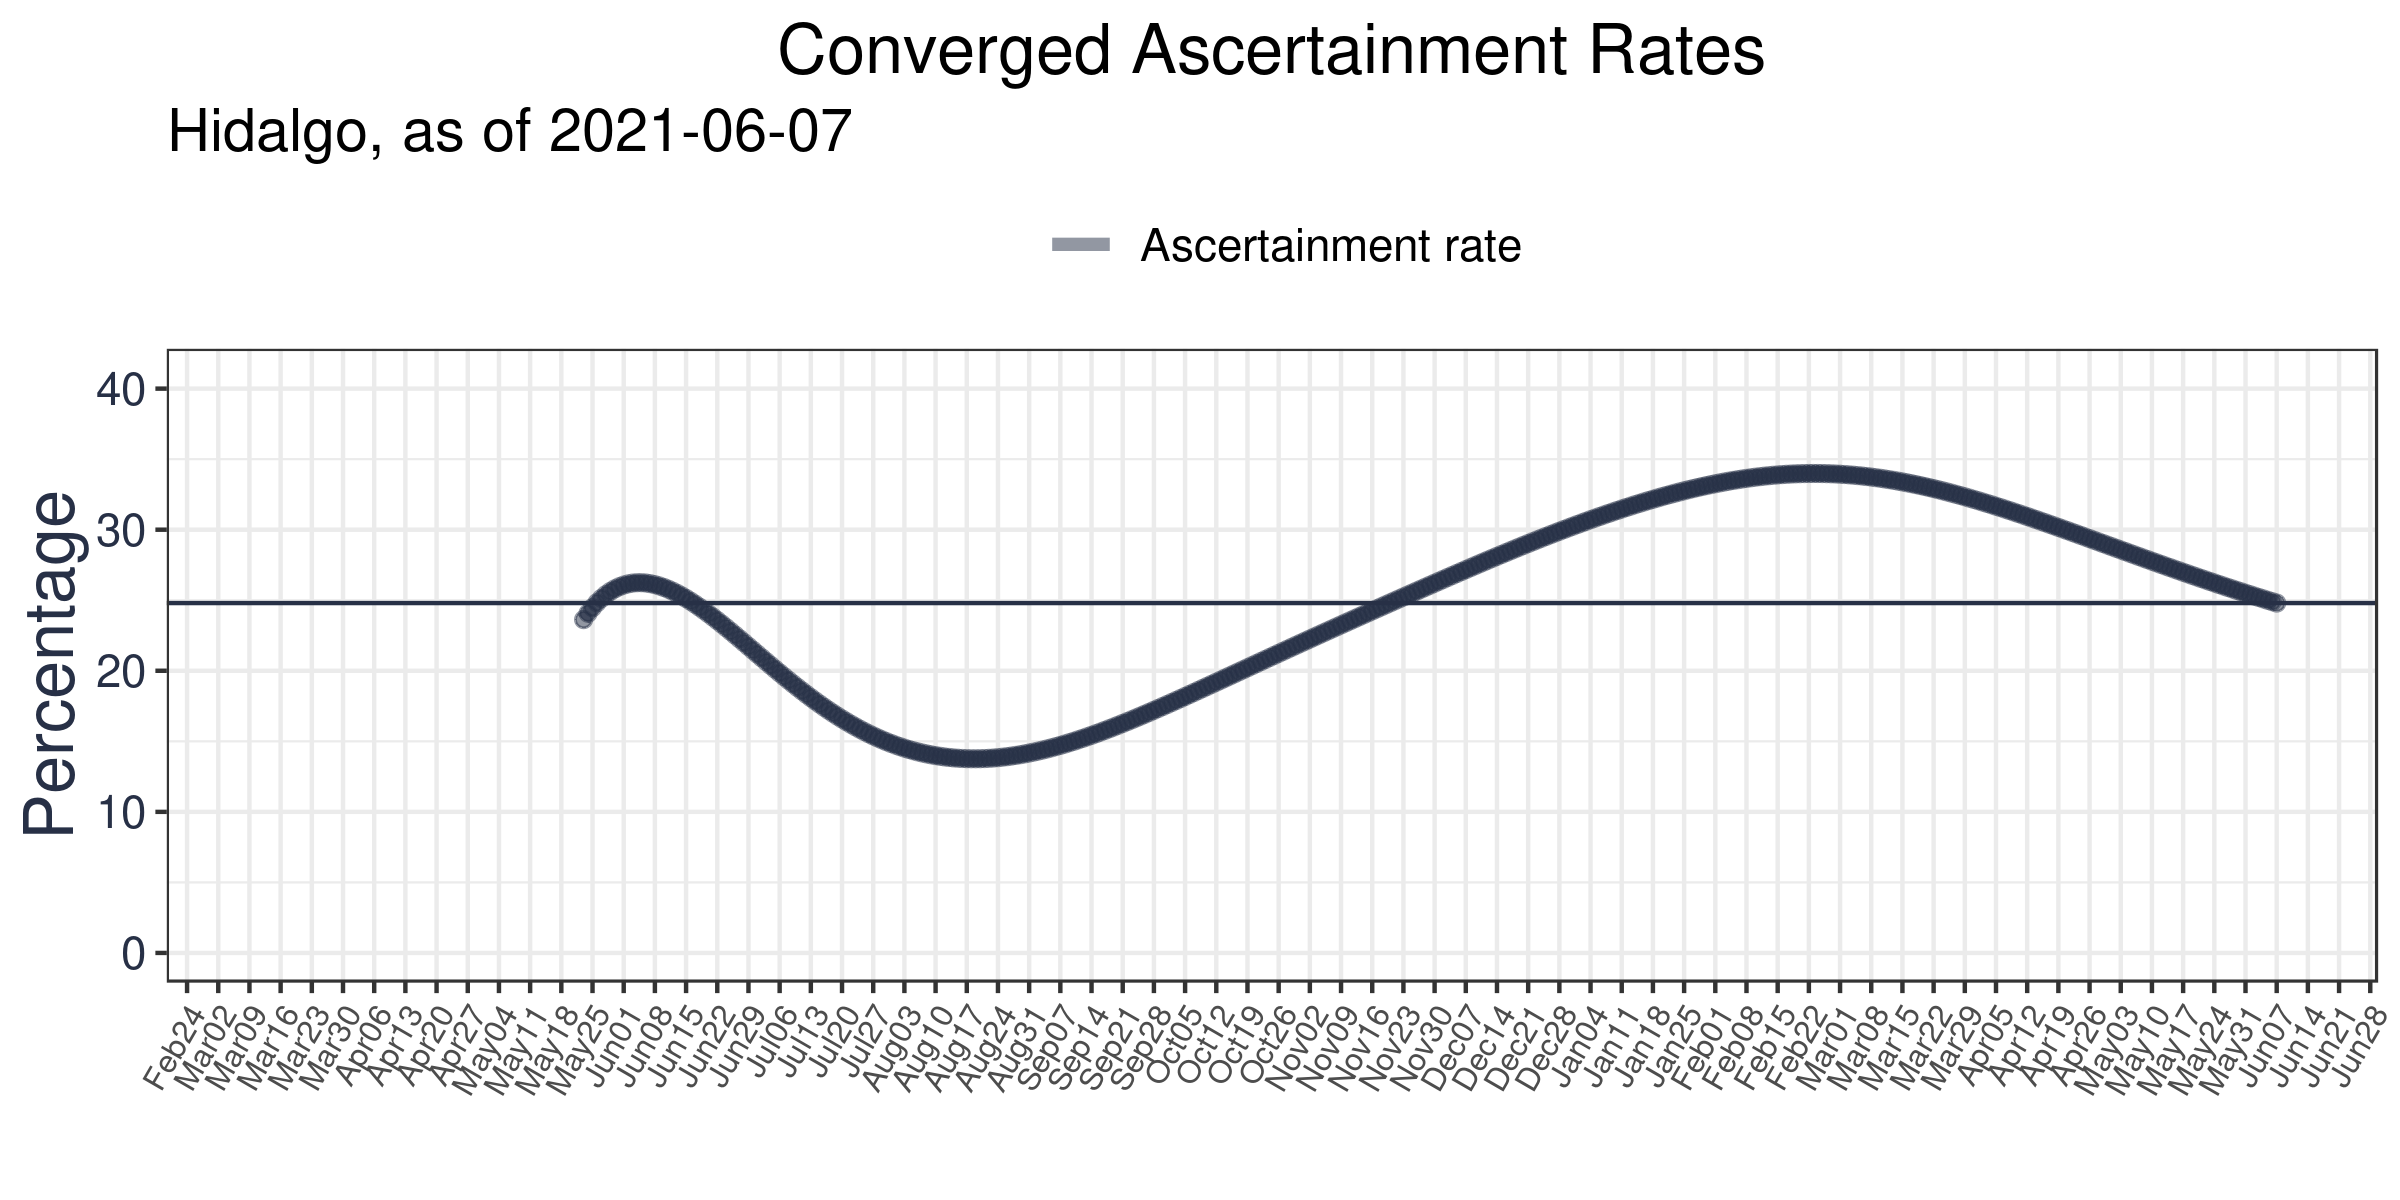 Converged Ascertainment Rates
Hidalgo, as of 2021-06-07
Ascertainment rate
Percentage
40
30
20
10
0
Feb24 Mar02 Mar09 Mar16 Mar23 Mar30 Apr06 Apr13 Apr20 Apr27 May04 May11 May18 May25 Jun01 Jun08 Jun15 Jun22 Jun29 Jul06 Jul13 Jul20 Jul27 Aug03 Aug10 Aug17 Aug24 Aug31 Sep07 Sep14 Sep21 Sep28 Oct05 Oct12 Oct19 Oct26 Nov02 Nov09 Nov16 Nov23 Nov30 Dec07 Dec14 Dec21 Dec28 Jan04 Jan11 Jan18 Jan25 Feb01 Feb08 Feb15 Feb22 Mar01 Mar08 Mar15 Mar22 Mar29 Apr05 Apr12 Apr19 Apr26 May03 May10 May17 May24 May31 Jun07 Jun14 Jun21 Jun28